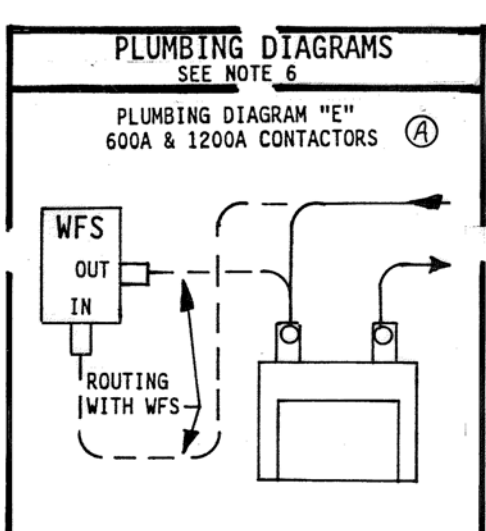 PLUMBING DIAGRAMS
SEE NOTE 6
PLUMBING DIAGRAM "E"
600A & 1200A CONTACTORS
A
WFS
OUT
IN
ROUTING
WITH WFS